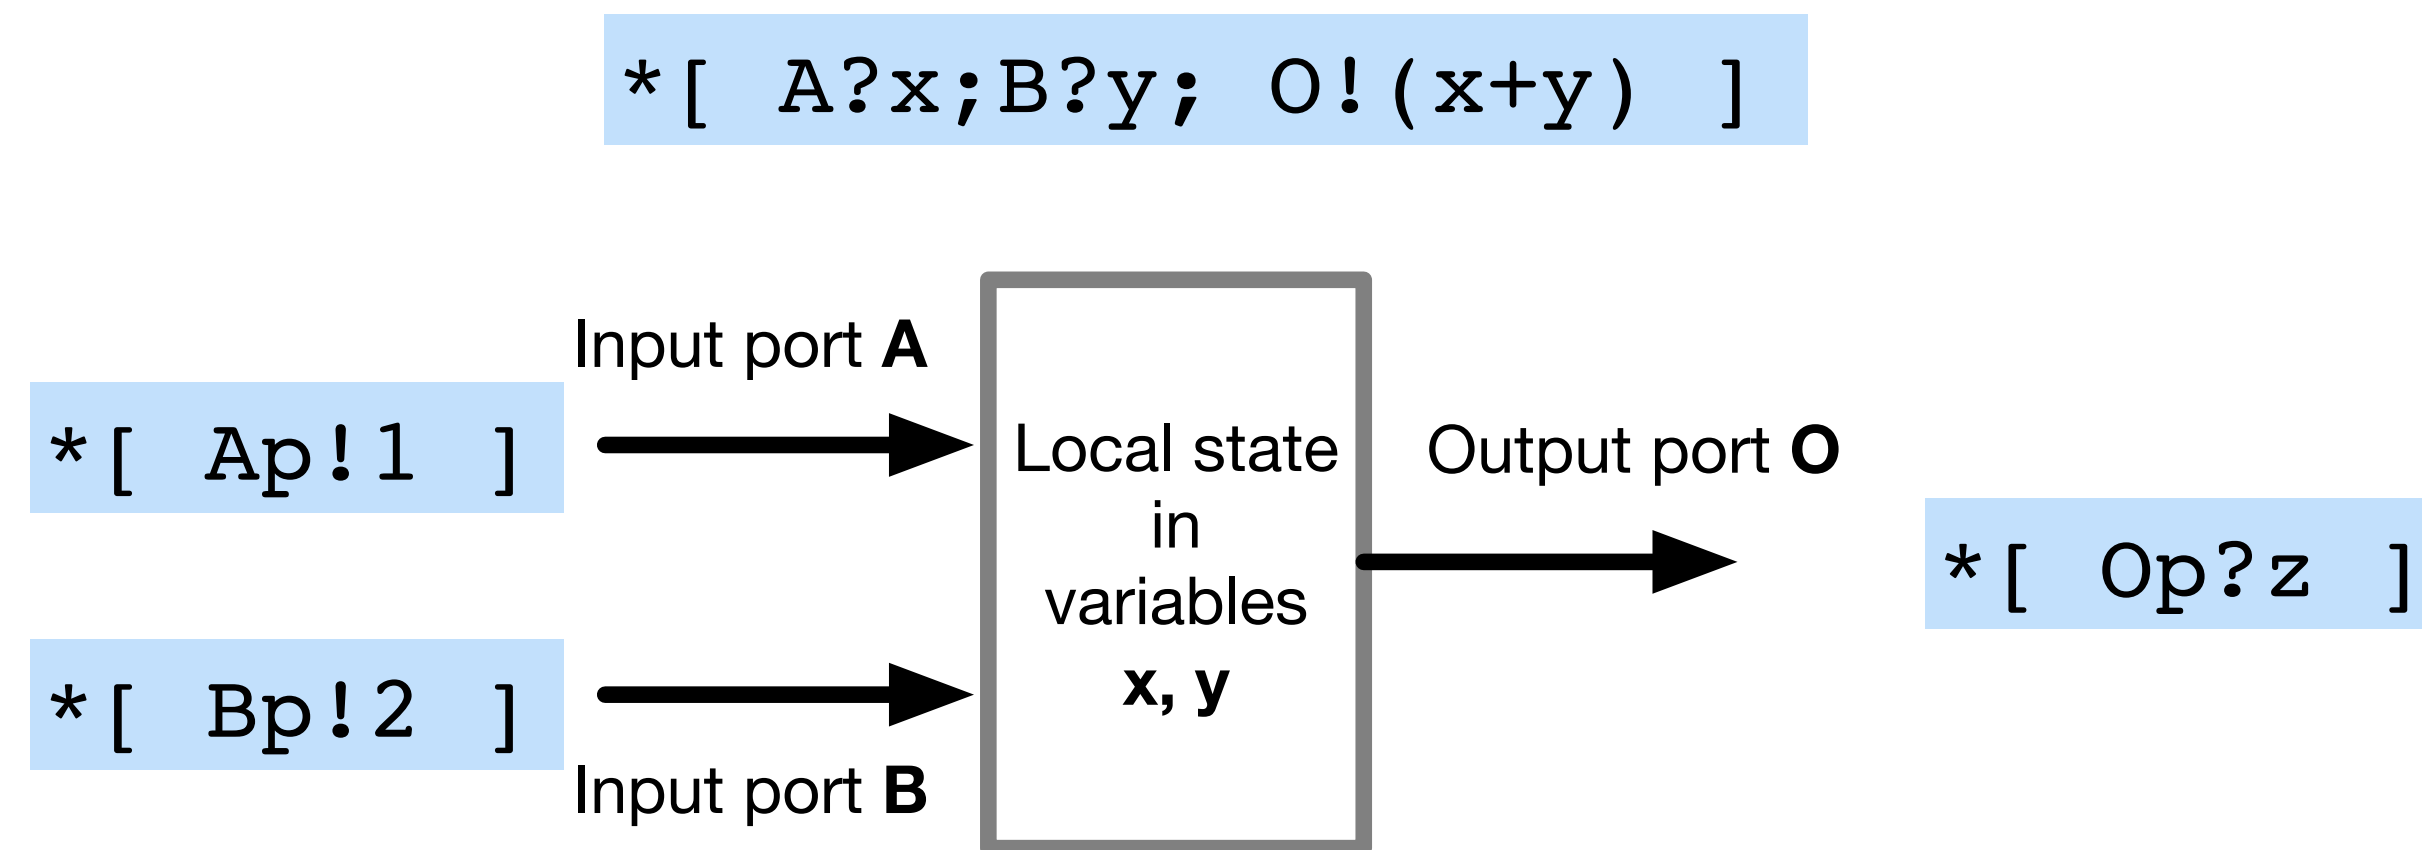 *[ A?x;B?y; O!(x+y) ]
Input port A
*[ Ap!1 ]
Local state
in
variables
x, y
Output port O
*[ Op?z ]
*[ Bp!2 ]
Input port B